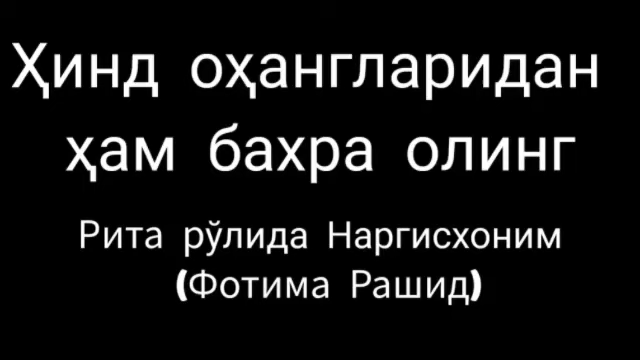 Ҳинд оҳангларидан
ҳам бахра олинг
Рита рўлида Наргисхоним
(Фотима Рашид)